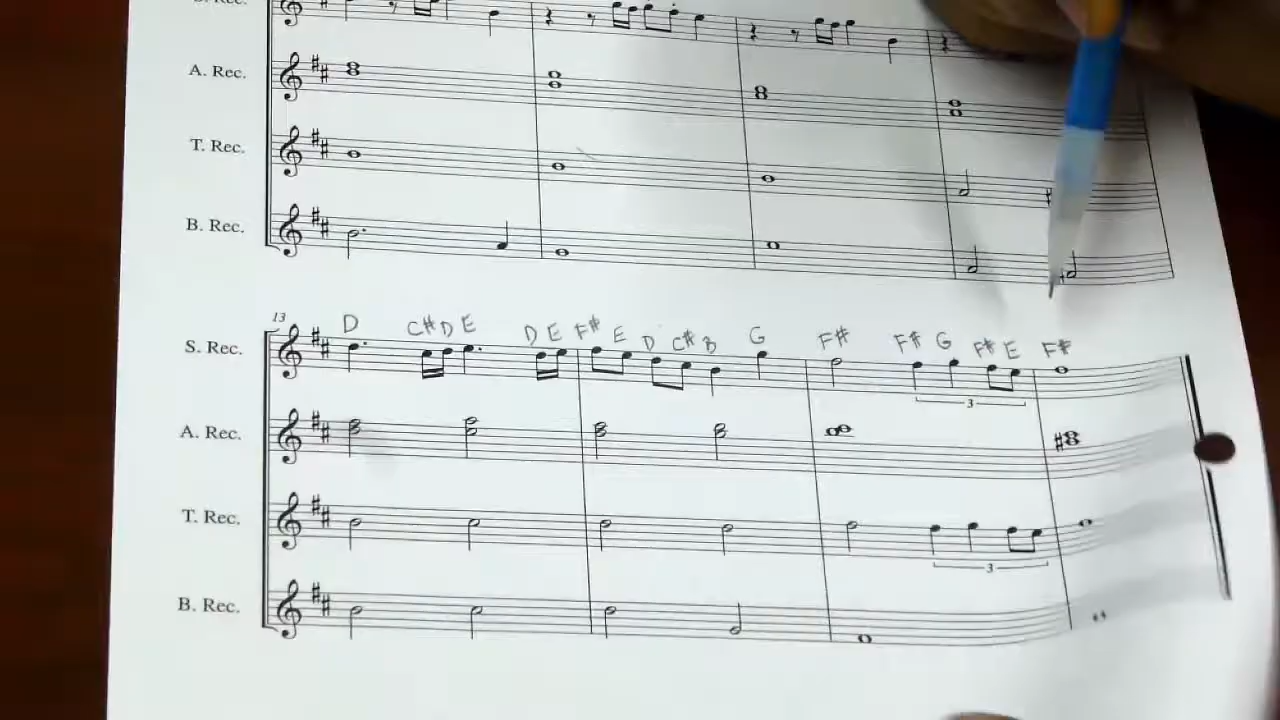 A. Rec.
T. Rec.
B. Rec.
13
D C# D E D E F# E D C# B G F# F# G F# E F#
S. Rec.
3
A. Rec.
T. Rec.
3
B. Rec.